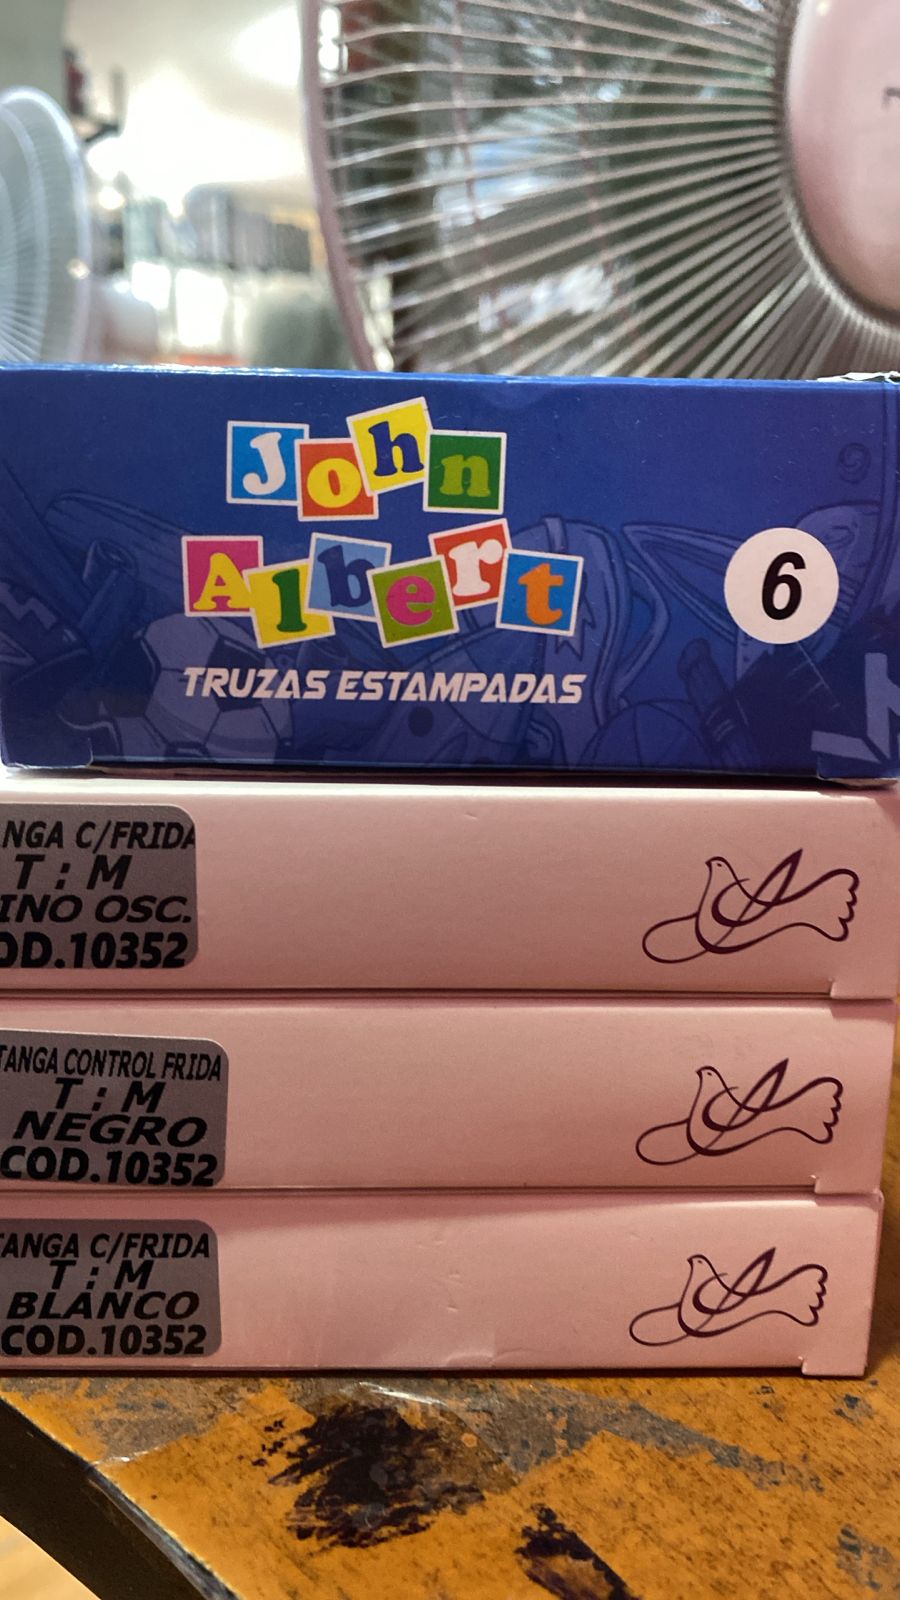 John
Albert
TRUZAS ESTAMPADAS
6
NGA C/FRIDA
T : M
INO OSC.
OD.10352
TANGA CONTROL FRIDA
T : M
NEGRO
COD.10352
TANGA C/FRIDA
T : M
BLANCO
COD.10352